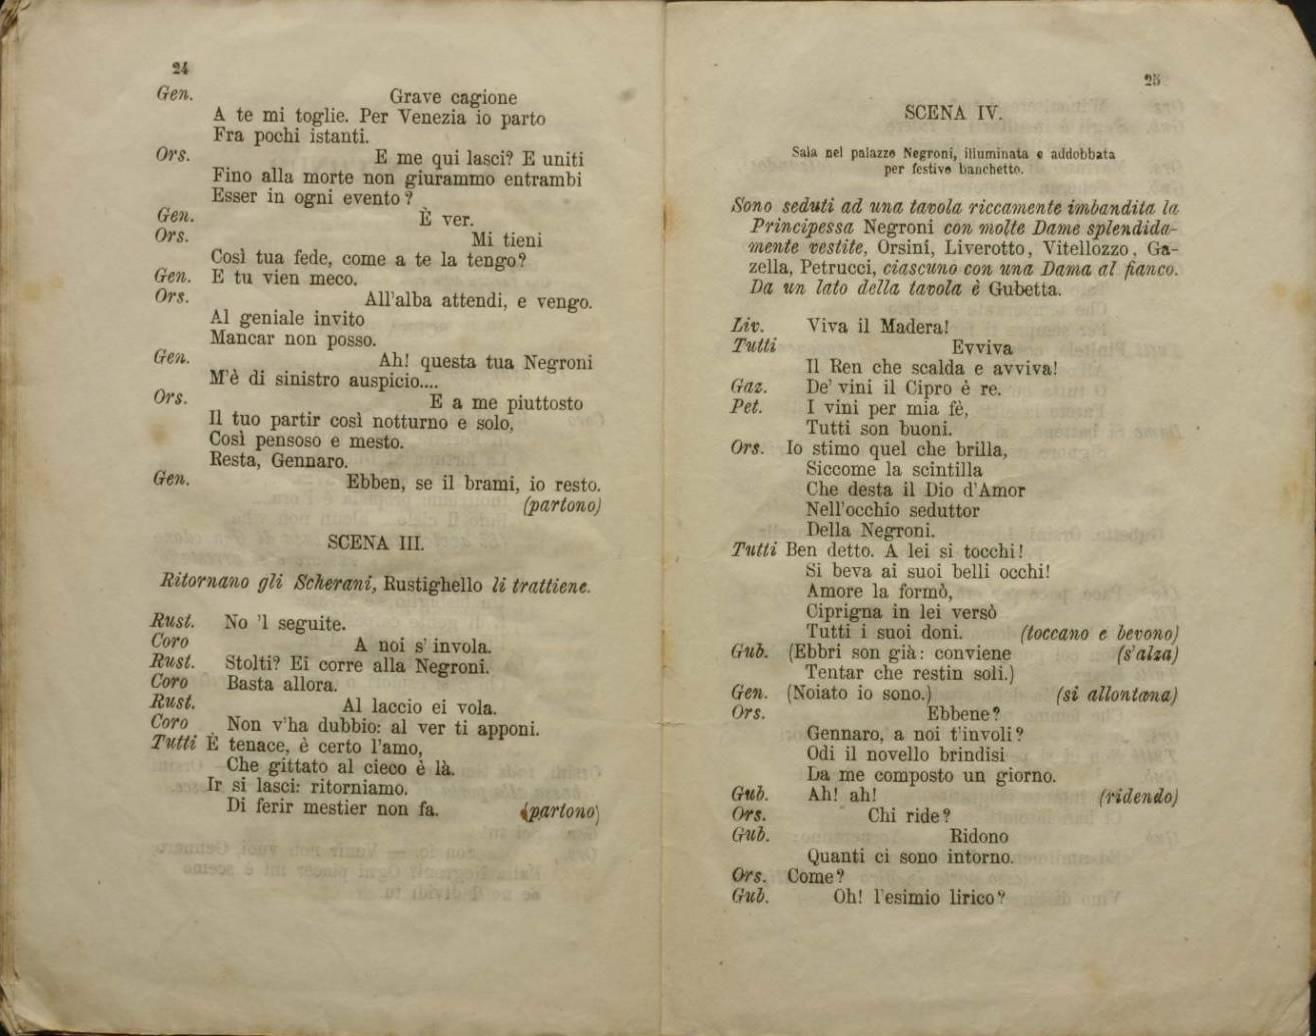 24
Gen. Grave cagione
A te mi toglie. Per Venezia io parto
Fra pochi istanti.
Ors. E me qui lasci? E uniti
Fino alla morte non giurammo entrambi
Esser in ogni evento?
Gen. È ver.
Ors. Mi tieni
Così tua fede, come a te la tengo?
Gen. E tu vien meco.
Ors. All'alba attendi, e vengo.
Al geniale invito
Mancar non posso.
Gen. Ah! questa tua Negroni
M'è di sinistro auspicio....
Ors. E a me piuttosto
Il tuo partir così notturno e solo,
Così pensoso e mesto.
Resta, Gennaro.
Gen. Ebben, se il brami, io resto.
(partono)
SCENA III.
Ritornano gli Scherani, Rustighello li trattiene.
Rust. No 'l seguite.
Coro A noi s' invola.
Rust. Stolti? Ei corre alla Negroni.
Coro Basta allora.
Rust. Al laccio ei vola.
Coro Non v'ha dubbio: al ver ti apponi.
Tutti È tenace, è certo l'amo,
Che gittato al cieco è là.
Ir si lasci: ritorniamo.
Di ferir mestier non fa. (partono)
25
SCENA IV.
Sala nel palazzo Negroni, illuminata e addobbata
per festivo banchetto.
Sono seduti ad una tavola riccamente imbandita la
Principessa Negroni con molte Dame splendida-
mente vestite, Orsini, Liverotto, Vitellozzo, Ga-
zella, Petrucci, ciascuno con una Dama al fianco.
Da un lato della tavola è Gubetta.
Liv. Viva il Madera!
Tutti Evviva
Il Ren che scalda e avviva!
Gaz. De' vini il Cipro é re.
Pet. I vini per mia fè,
Tutti son buoni.
Ors. Io stimo quel che brilla,
Siccome la scintilla
Che desta il Dio d'Amor
Nell'occhio seduttor
Della Negroni.
Tutti Ben detto. A lei si tocchi!
Si beva ai suoi belli occhi!
Amore la formò,
Ciprigna in lei versò
Tutti i suoi doni. (toccano e bevono)
Gub. (Ebbri son già: conviene (s'alza)
Tentar che restin soli.)
Gen. (Noiato io sono.) (si allontana)
Ors. Ebbene?
Gennaro, a noi t'involi?
Odi il novello brindisi
Da me composto un giorno.
Gub. Ah! ah! (ridendo)
Ors. Chi ride?
Gub. Ridono
Quanti ci sono intorno.
Ors. Come?
Gub. Oh! l'esimio lirico?